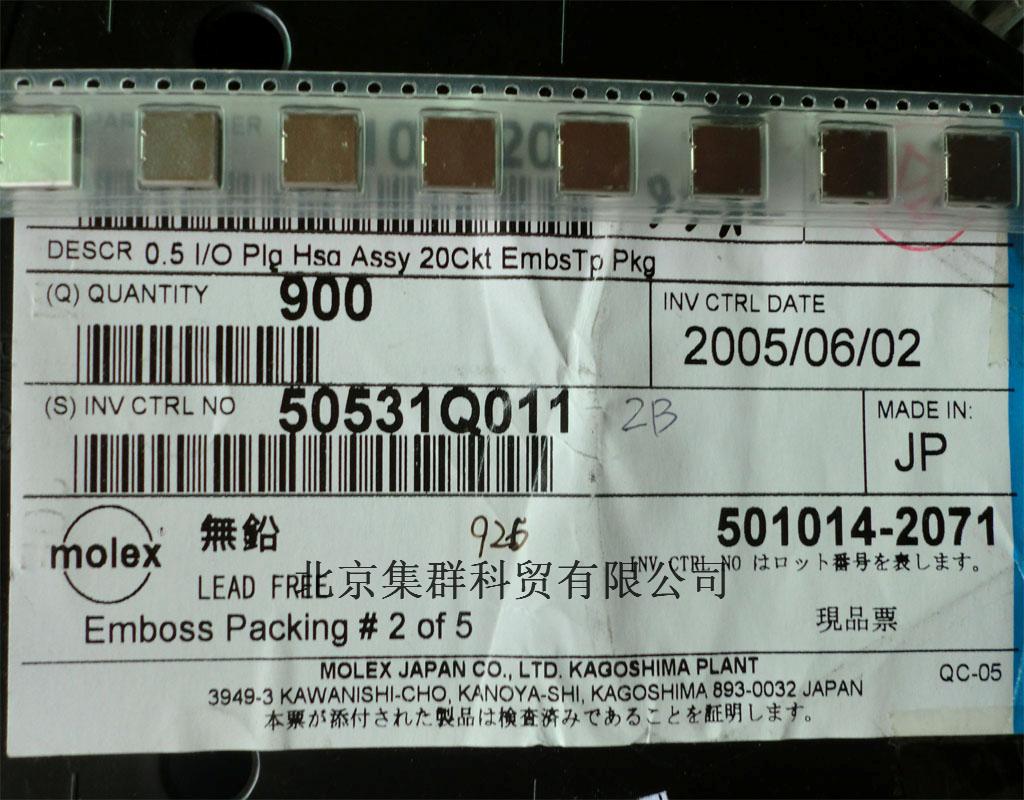 DESCR 0.5 I/O Plg Hsg Assy 20Ckt EmbsTp Pkg
(Q) QUANTITY 900
INV CTRL DATE
2005/06/02
(S) INV CTRL NO 50531Q011 2B
MADE IN:
JP
molex
無鉛
925
501014-2071
LEAD FREE
INV CTRL NO はロット番号を表します。
北京集群科贸有限公司
Emboss Packing # 2 of 5
現品票
MOLEX JAPAN CO., LTD. KAGOSHIMA PLANT
QC-05
3949-3 KAWANISHI-CHO, KANOYA-SHI, KAGOSHIMA 893-0032 JAPAN
本票が添付された製品は検査済みであることを証明します。